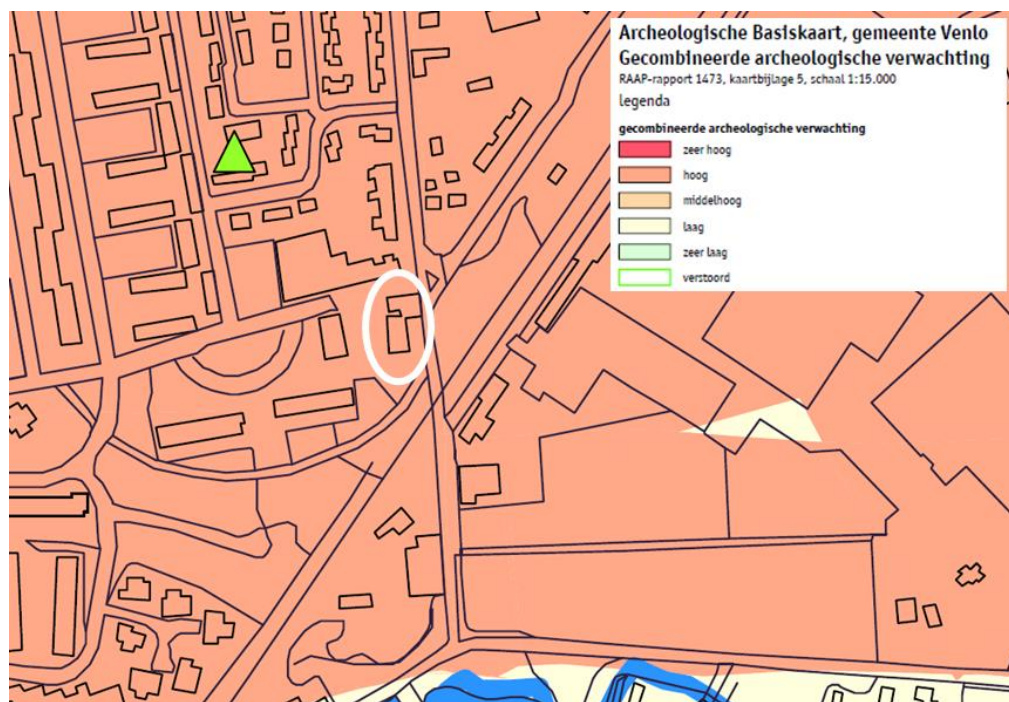 Archeologische Basiskaart, gemeente Venlo
Gecombineerde archeologische verwachting
RAAP-rapport 1473, kaartbijlage 5, schaal 1:15.000
legenda
gecombineerde archeologische verwachting
zeer hoog
hoog
middelhoog
laag
zeer laag
verstoord